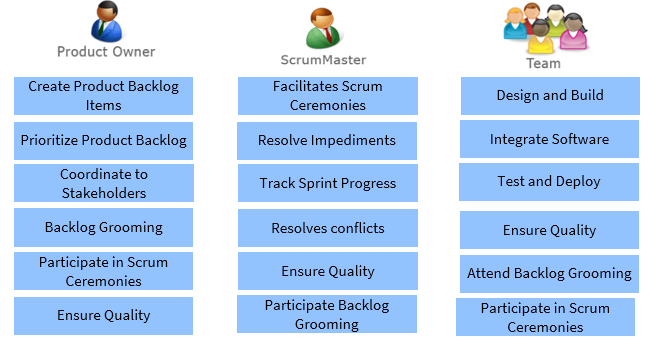 Product Owner
Create Product Backlog
Items
Prioritize Product Backlog
Coordinate to
Stakeholders
Backlog Grooming
Participate in Scrum
Ceremonies
Ensure Quality
ScrumMaster
Facilitates Scrum
Ceremonies
Resolve Impediments
Track Sprint Progress
Resolves conflicts
Ensure Quality
Participate Backlog
Grooming
Team
Design and Build
Integrate Software
Test and Deploy
Ensure Quality
Attend Backlog Grooming
Participate in Scrum
Ceremonies